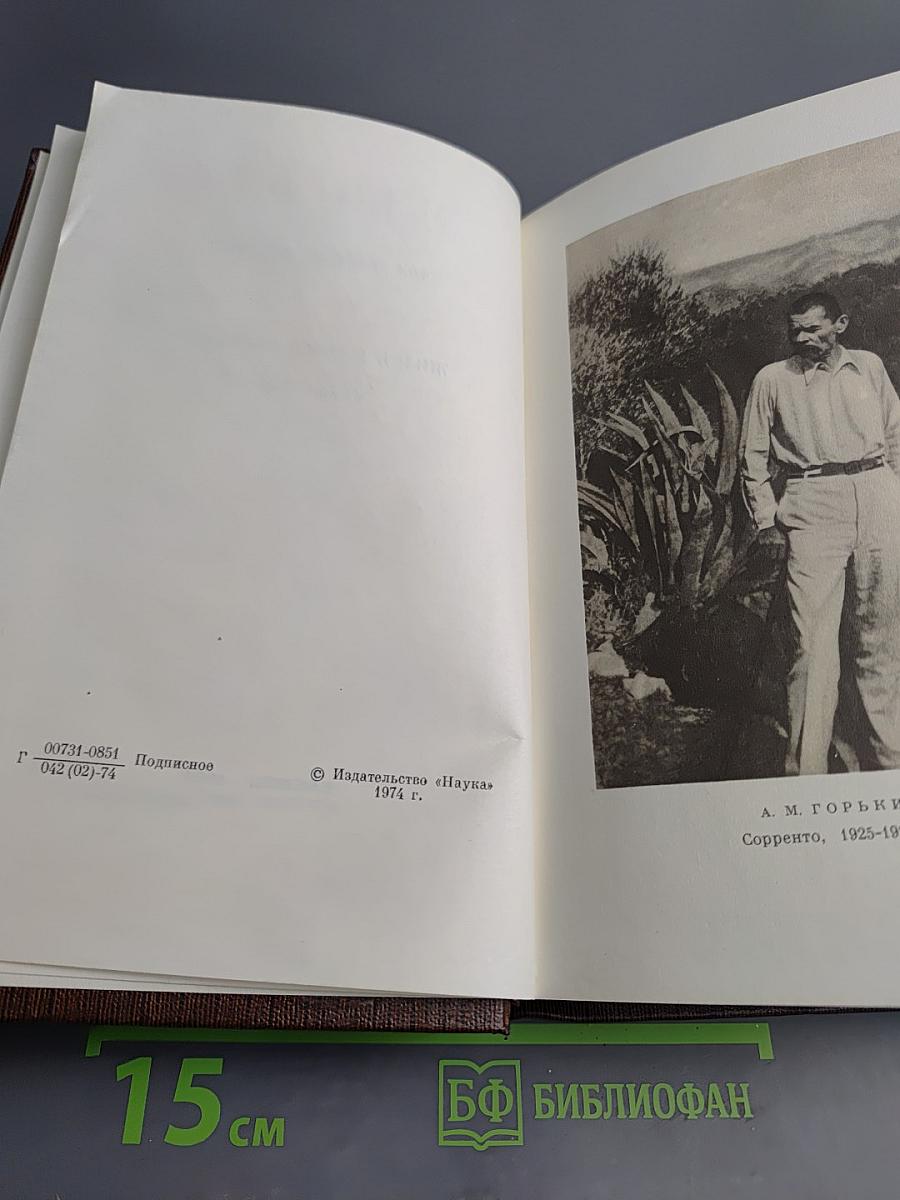 Г 00731-0851 Подписное
042 (02)-74
© Издательство «Наука»
1974 г.
А. М. ГОРЬКИ
Сорренто, 1925-19
15 см
БФ БИБЛИОФАН